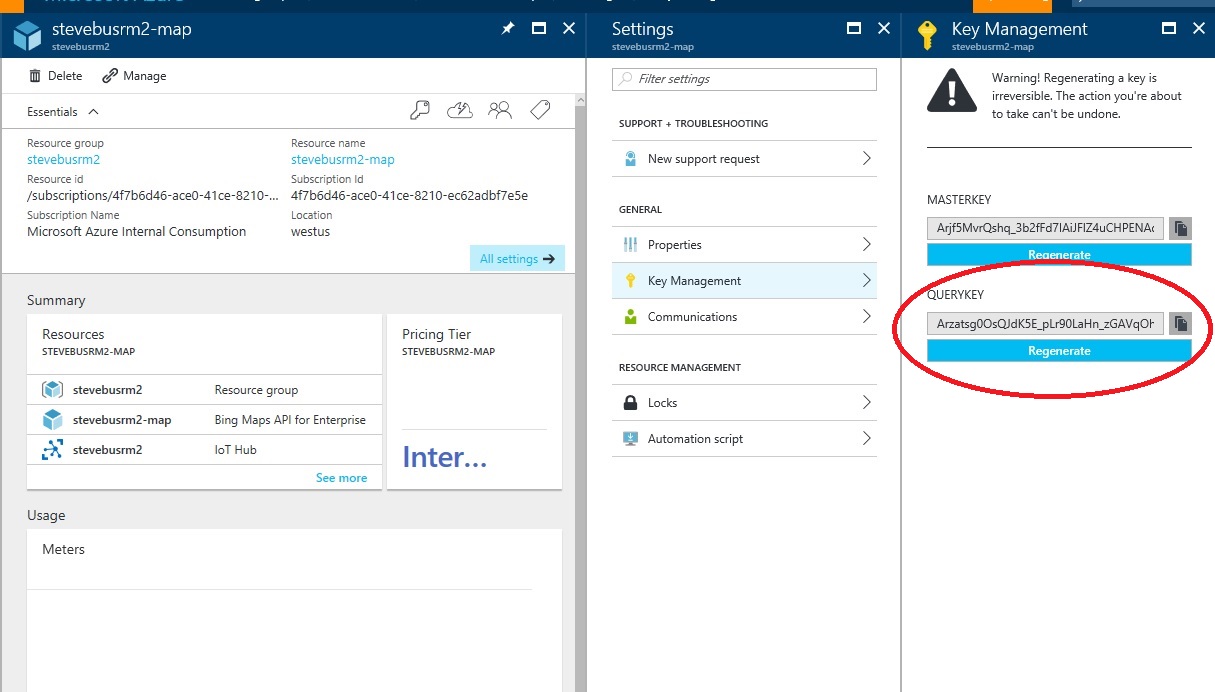 stevebusrm2-map
stevebusrm2
Delete
Manage
Essentials
Resource group
stevebusrm2
Resource name
stevebusrm2-map
Resource id
/subscriptions/4f7b6d46-ace0-41ce-8210-...
Subscription Id
4f7b6d46-ace0-41ce-8210-ec62adbf7e5e
Subscription Name
Microsoft Azure Internal Consumption
Location
westus
All settings
Summary
Resources
STEVEBUSRM2-MAP
stevebusrm2 Resource group
stevebusrm2-map Bing Maps API for Enterprise
stevebusrm2 IoT Hub
See more
Pricing Tier
STEVEBUSRM2-MAP
Inter...
Usage
Meters
Settings
stevebusrm2-map
Filter settings
SUPPORT + TROUBLESHOOTING
New support request
GENERAL
Properties
Key Management
Communications
RESOURCE MANAGEMENT
Locks
Automation script
Key Management
stevebusrm2-map
Warning! Regenerating a key is
irreversible. The action you're about
to take can't be undone.
MASTERKEY
Regenerate
QUERYKEY
Regenerate